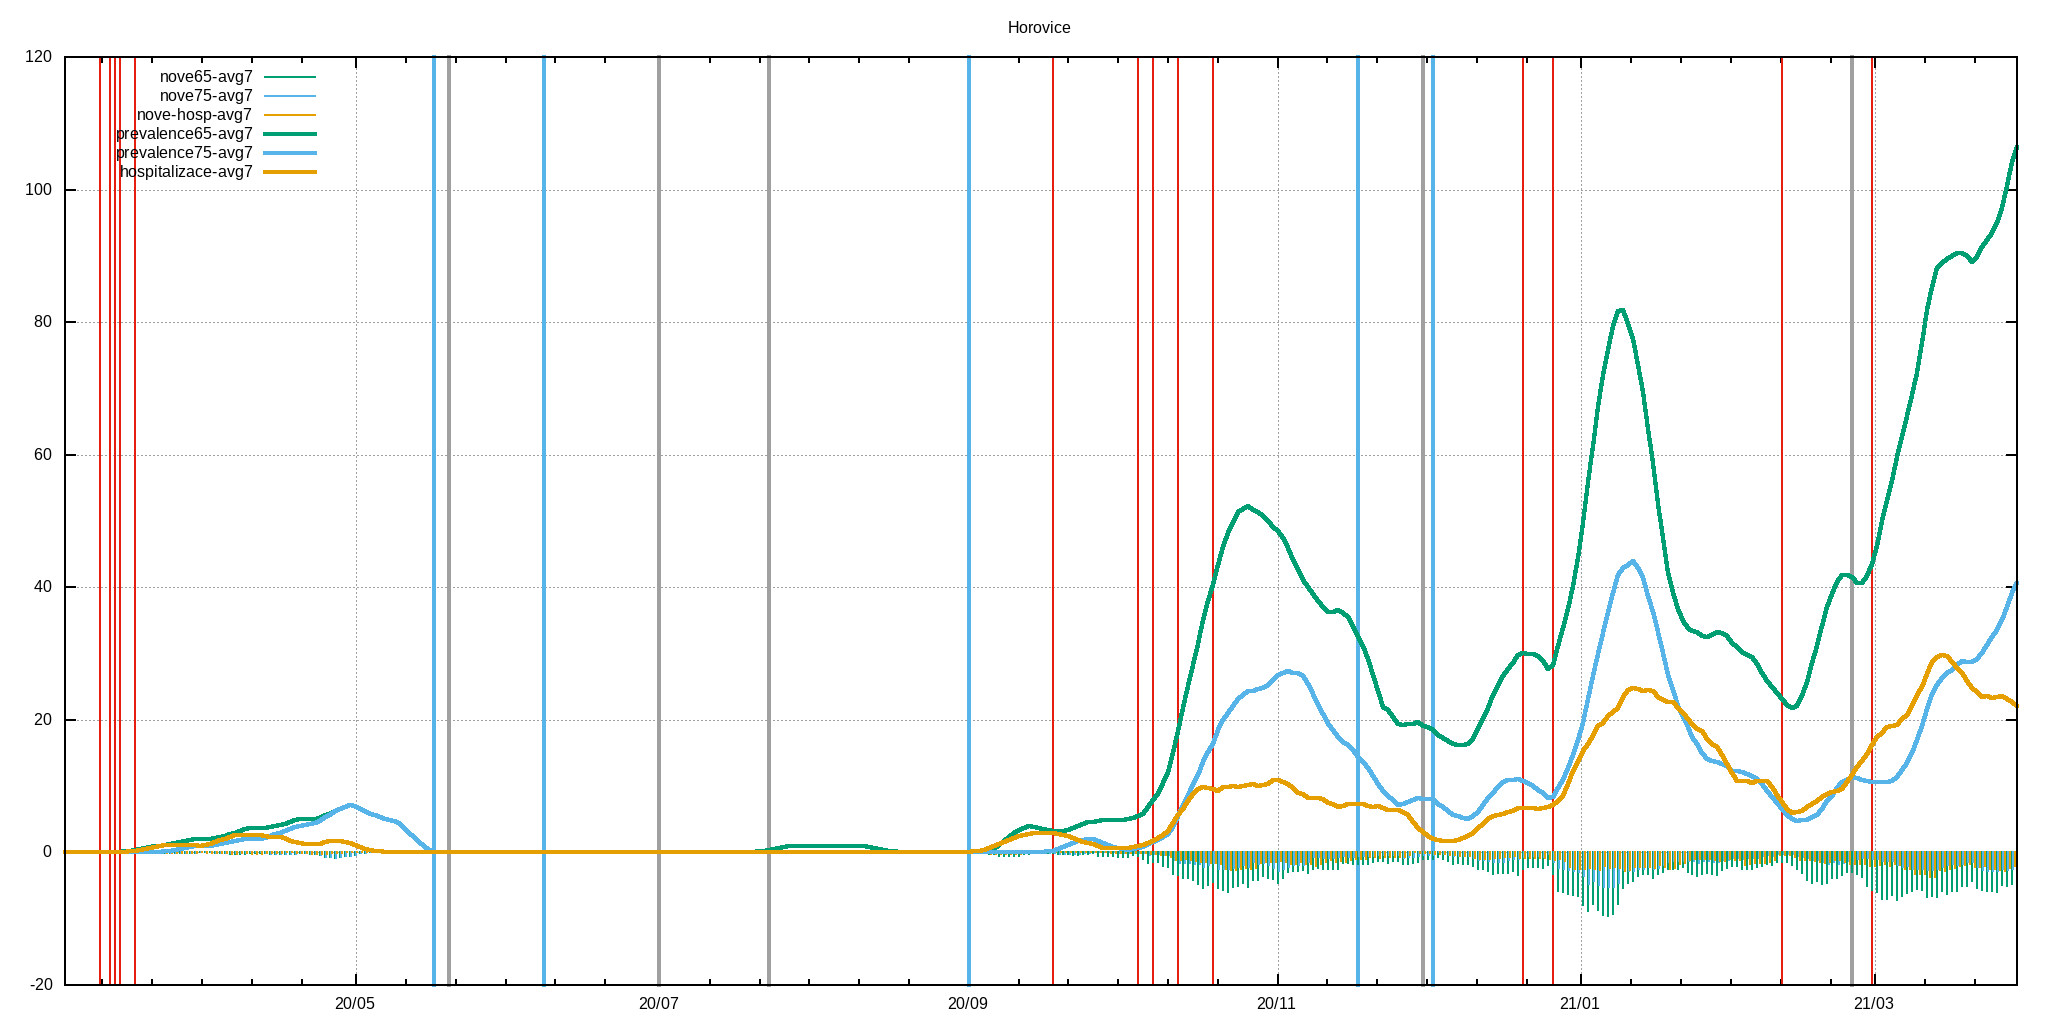 Horovice
120
100
80
60
40
20
0
-20
nove65-avg7
nove75-avg7
nove-hosp-avg7
prevalence65-avg7
prevalence75-avg7
hospitalizace-avg7
20/05
20/07
20/09
20/11
21/01
21/03